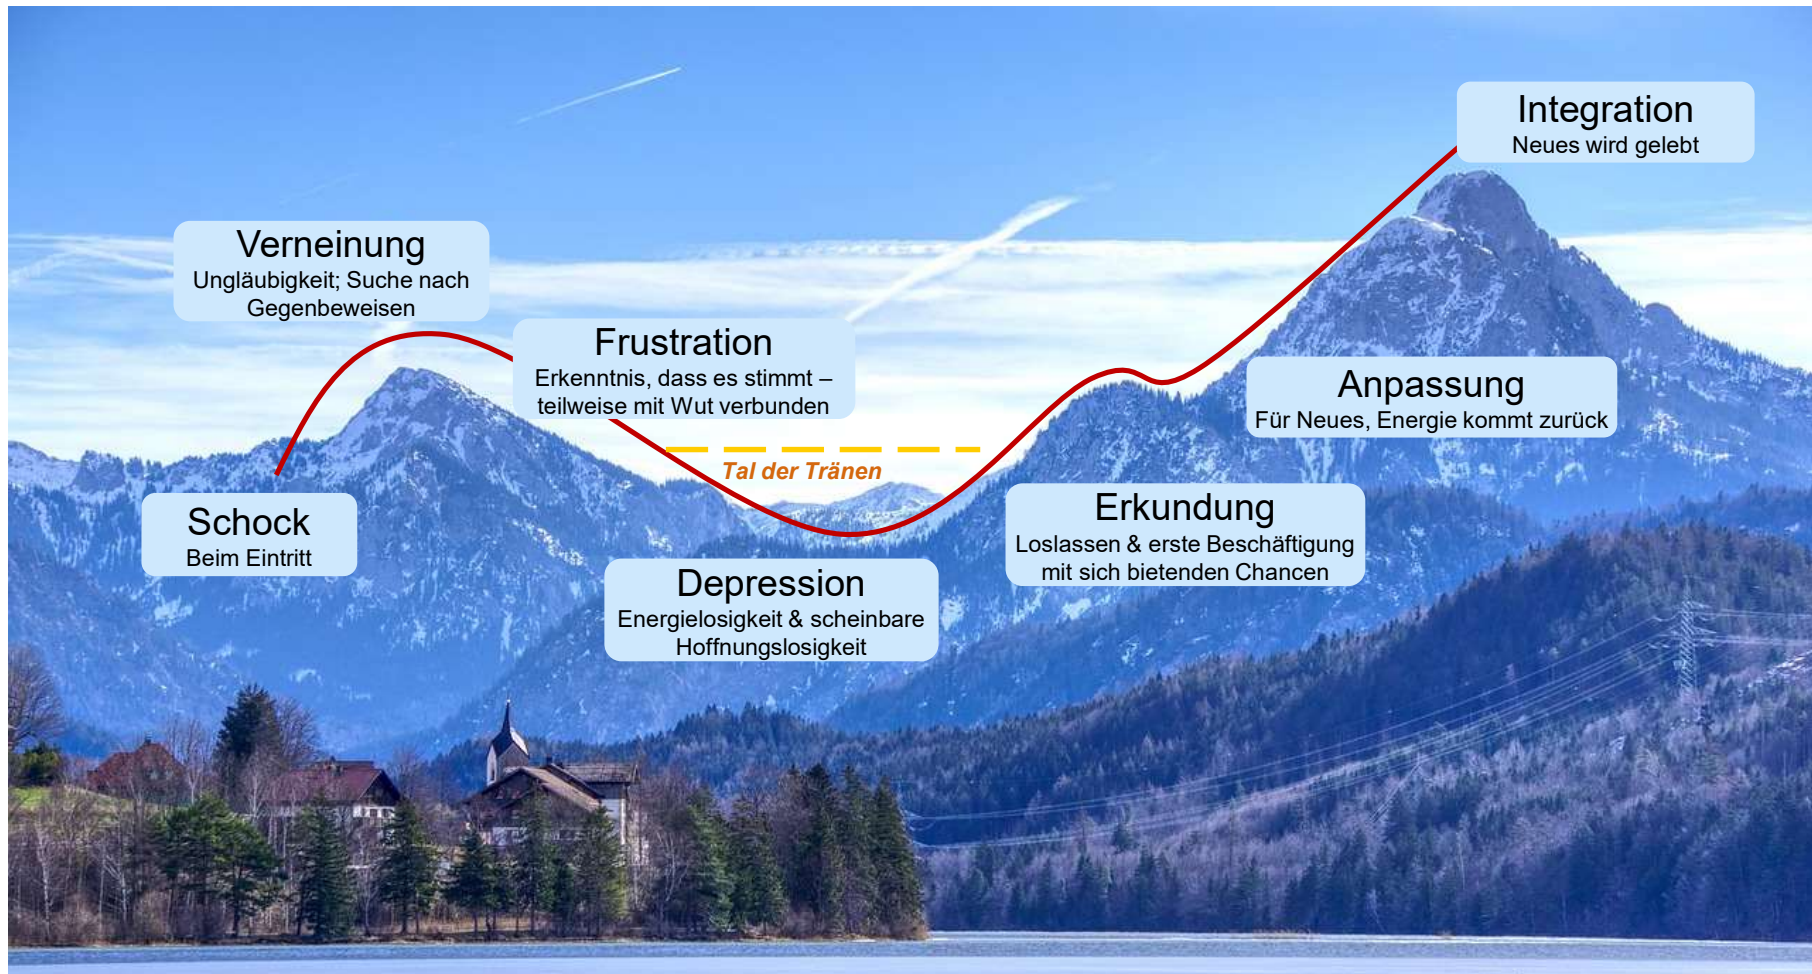 Schock
Beim Eintritt
Verneinung
Ungläubigkeit; Suche nach
Gegenbeweisen
Frustration
Erkenntnis, dass es stimmt –
teilweise mit Wut verbunden
Tal der Tränen
Depression
Energielosigkeit & scheinbare
Hoffnungslosigkeit
Erkundung
Loslassen & erste Beschäftigung
mit sich bietenden Chancen
Anpassung
Für Neues, Energie kommt zurück
Integration
Neues wird gelebt